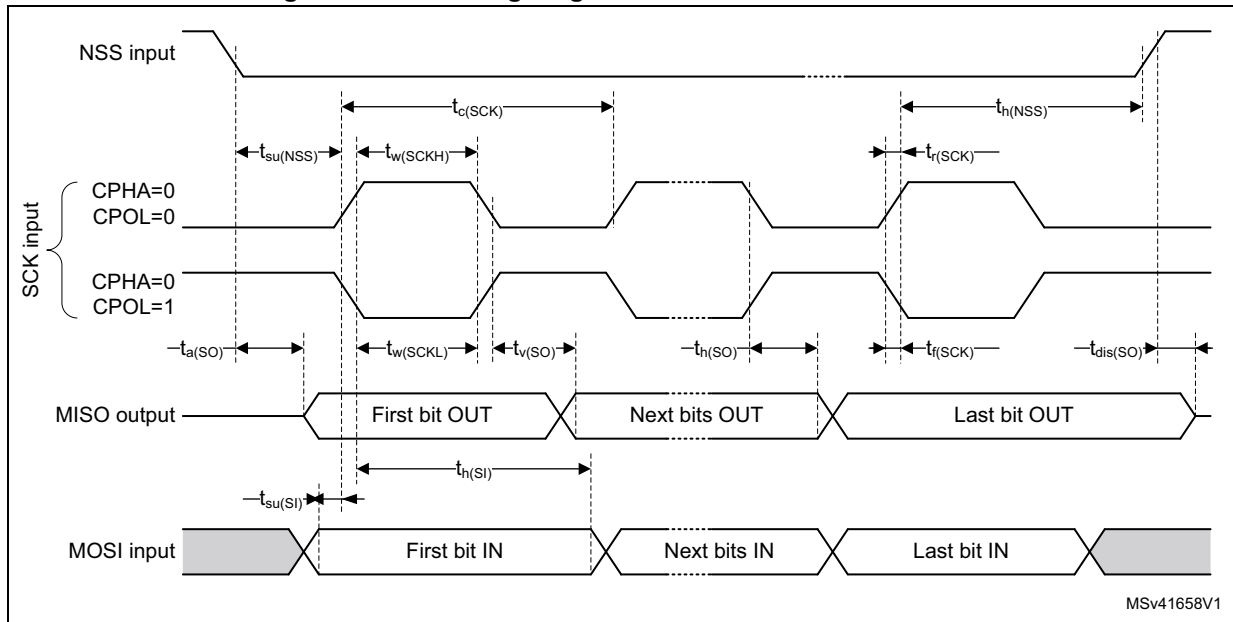 NSS input
tc(SCK)
th(NSS)
tsu(NSS)
tw(SCKH)
tr(SCK)
SCK input
CPHA=0
CPOL=0
CPHA=0
CPOL=1
ta(SO)
tw(SCKL)
tv(SO)
th(SO)
tf(SCK)
tdis(SO)
MISO output
First bit OUT
Next bits OUT
Last bit OUT
th(SI)
tsu(SI)
MOSI input
First bit IN
Next bits IN
Last bit IN
MSv41658V1